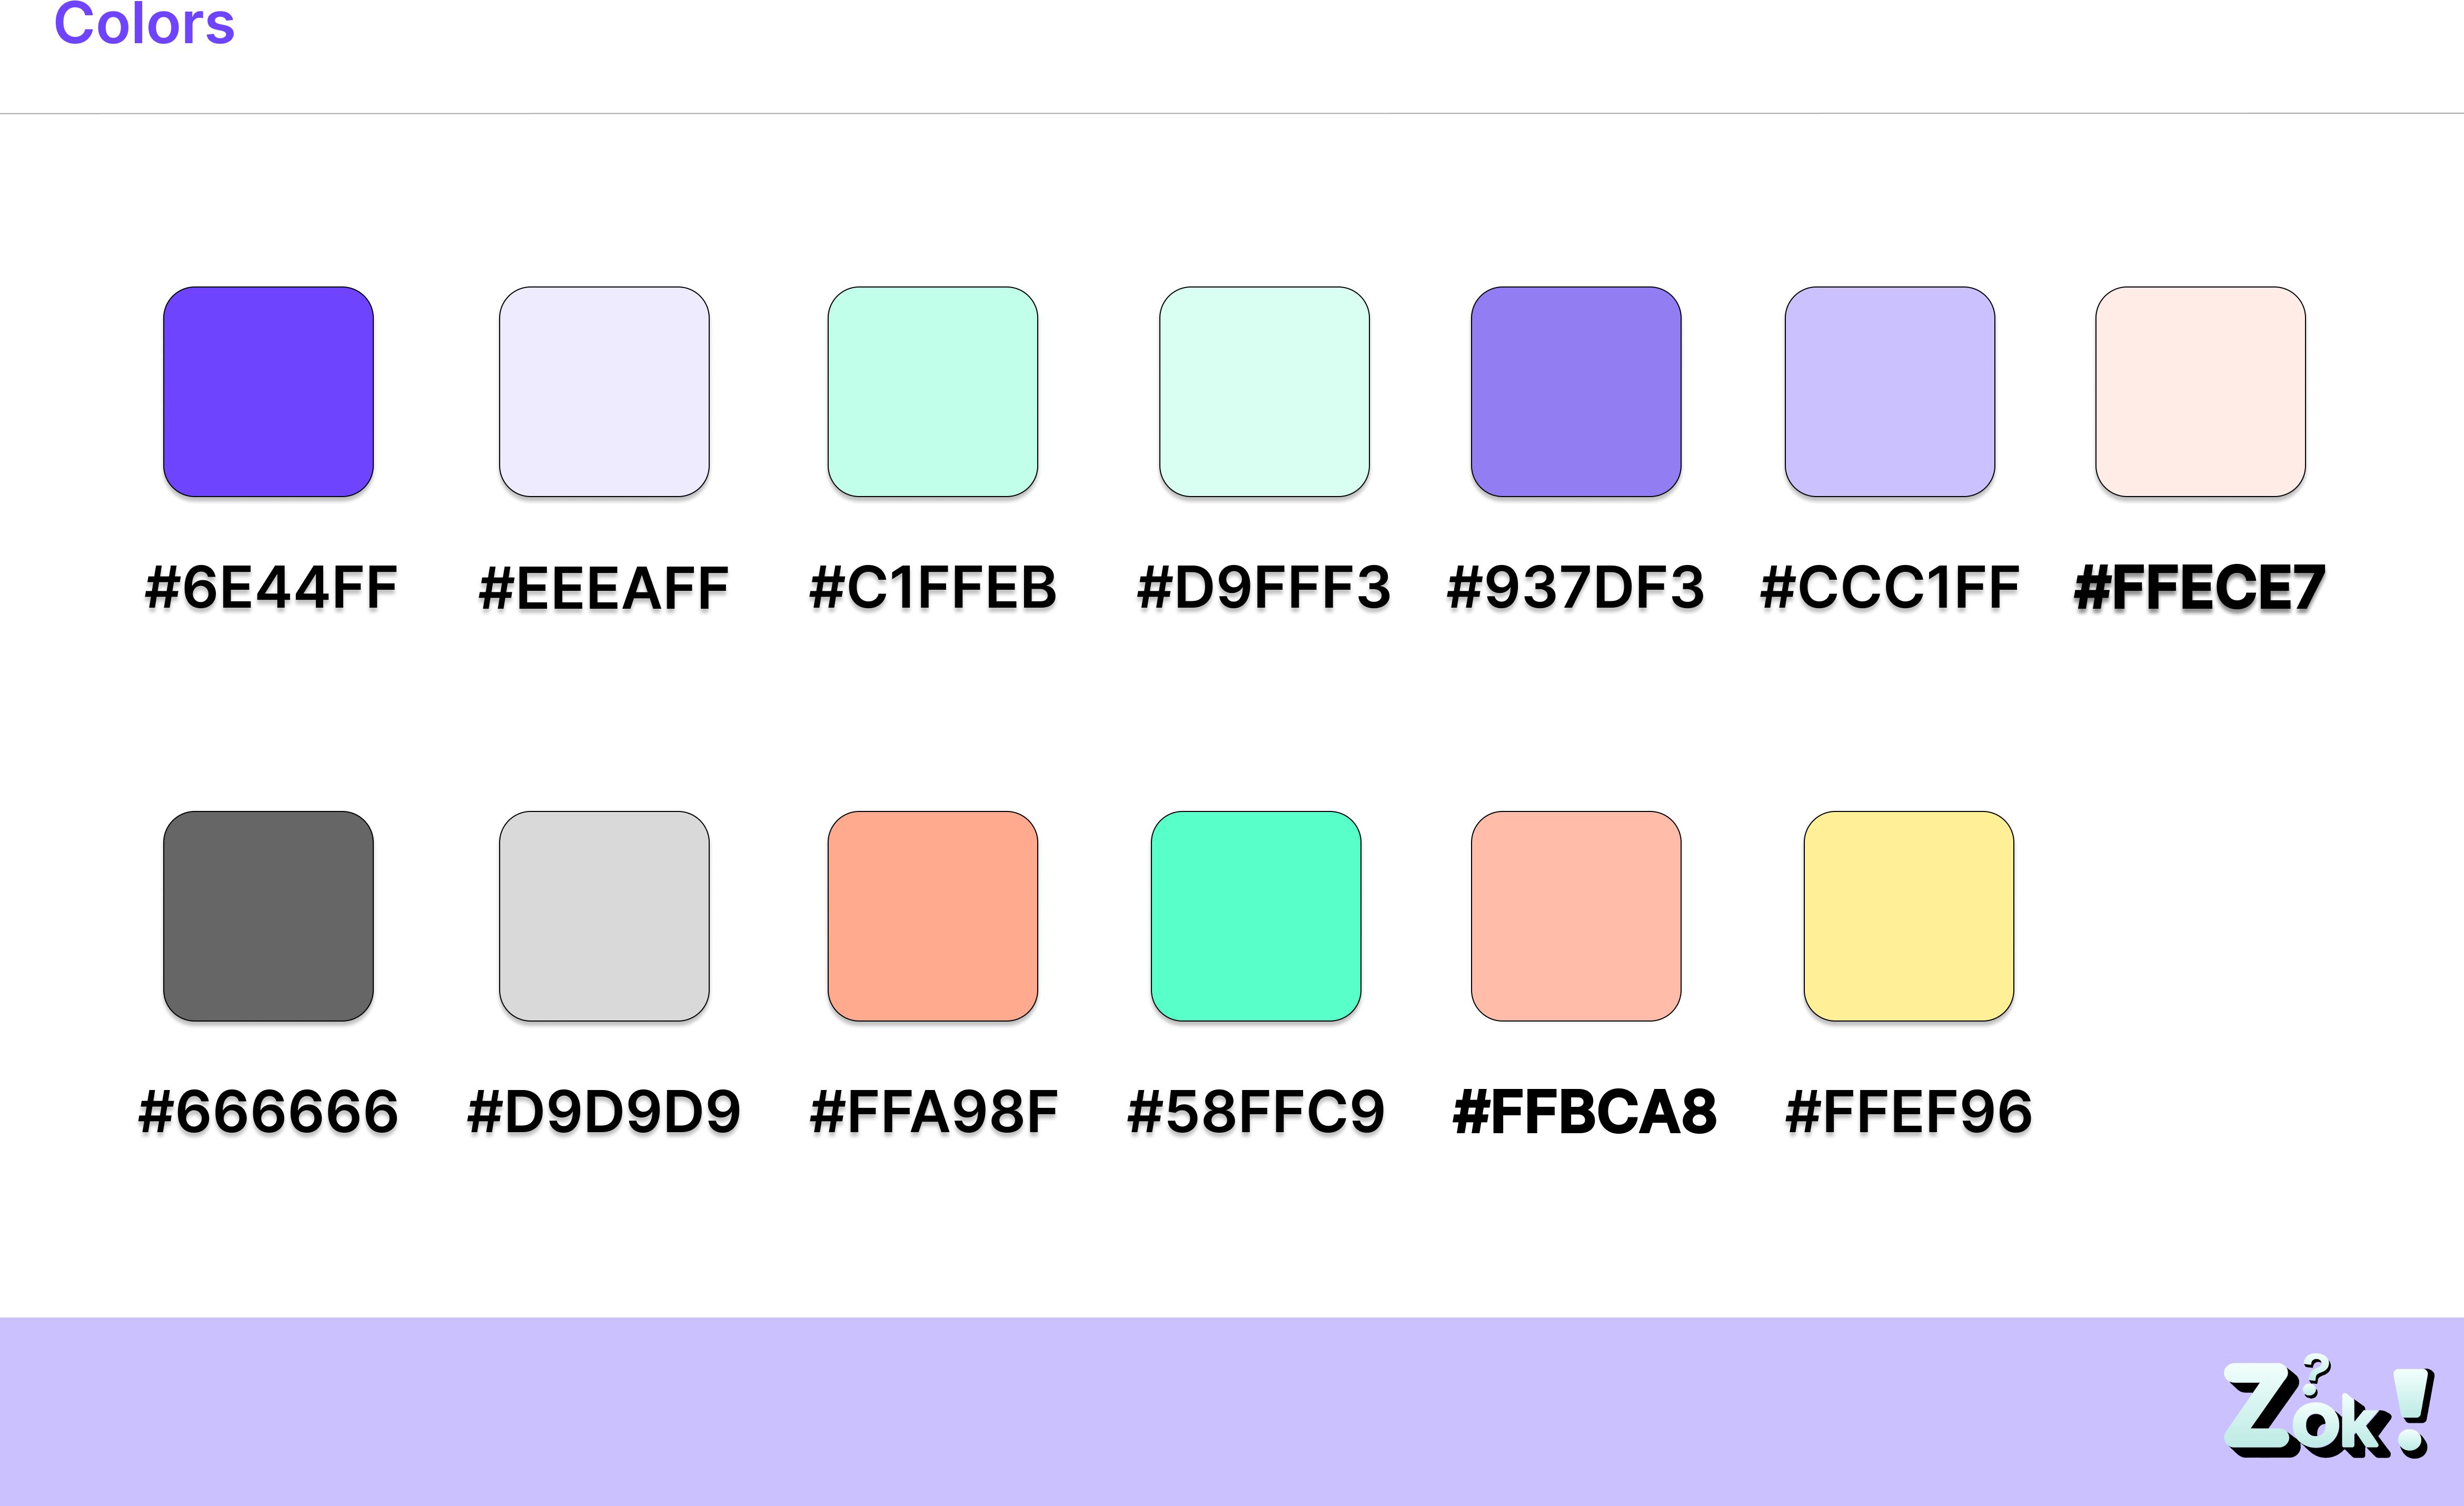 Colors
#6E44FF #EEEAFF #C1FFEB #D9FFF3 #937DF3 #CCC1FF #FFECE7
#666666 #D9D9D9 #FFA98F #58FFC9 #FFBCA8 #FFEF96
Zok?!